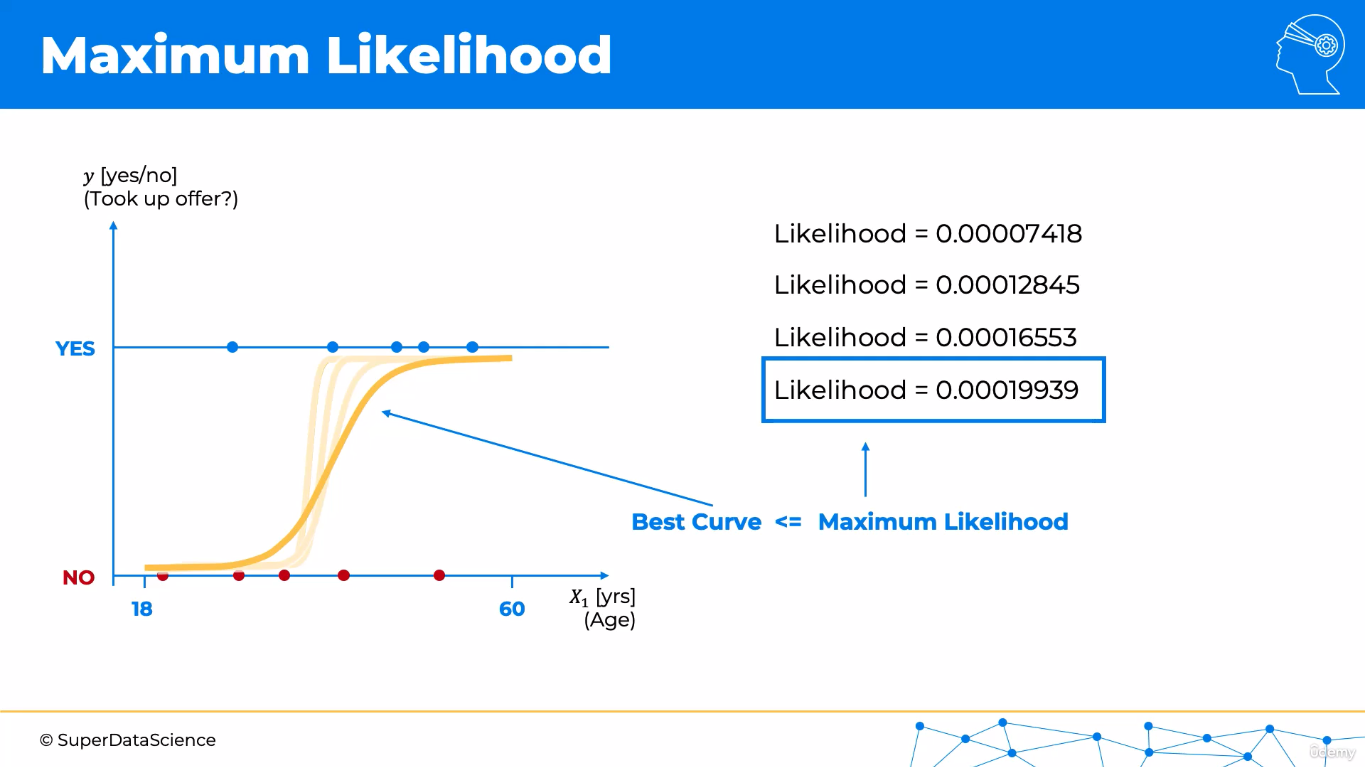 Maximum Likelihood
y [yes/no]
(Took up offer?)
YES
NO
18
60
X₁ [yrs]
(Age)
Likelihood = 0.00007418
Likelihood = 0.00012845
Likelihood = 0.00016553
Likelihood = 0.00019939
Best Curve <= Maximum Likelihood
© SuperDataScience
ûdemy